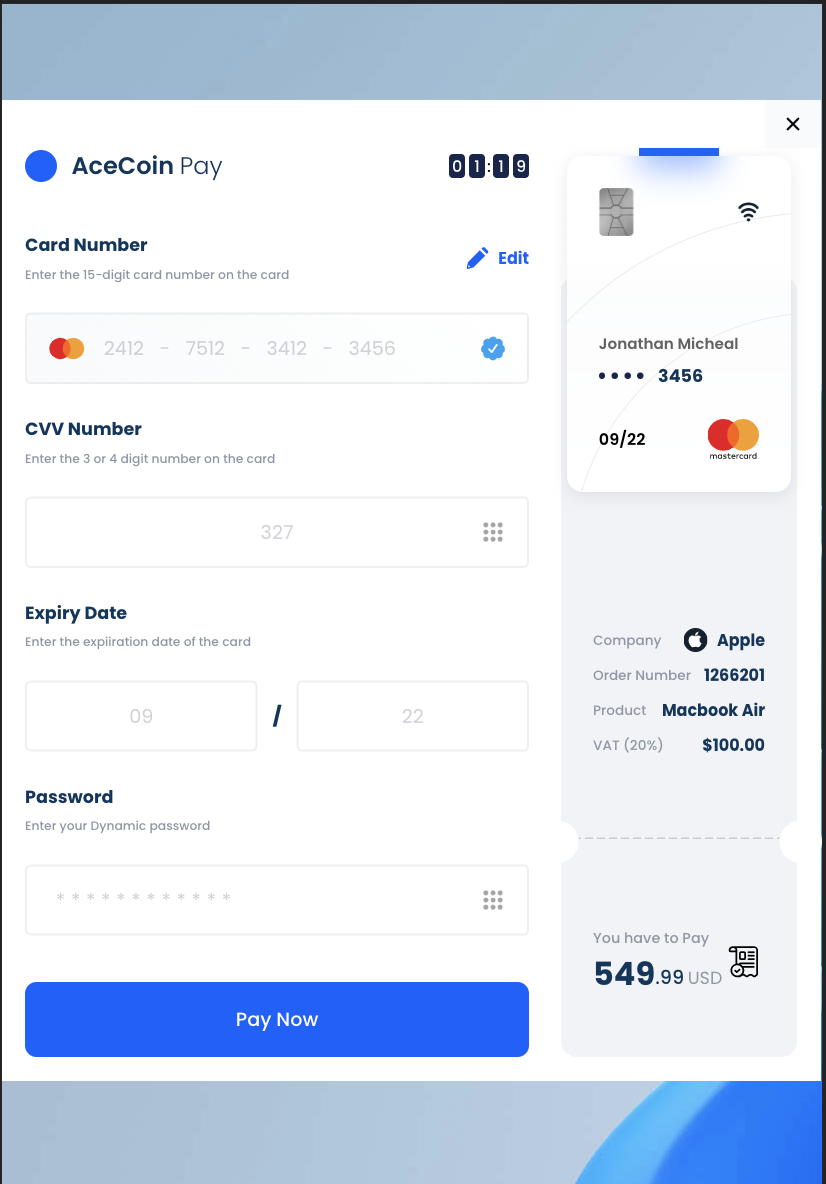 AceCoin Pay
01:19
Card Number
Enter the 15-digit card number on the card
Edit
2412 - 7512 - 3412 - 3456
CVV Number
Enter the 3 or 4 digit number on the card
327
Expiry Date
Enter the expiiration date of the card
09 / 22
Password
Enter your Dynamic password
* * * * * * * * * * * *
Pay Now
Jonathan Micheal
•••• 3456
09/22
mastercard
Company Apple
Order Number 1266201
Product Macbook Air
VAT (20%) $100.00
You have to Pay
549.99 USD